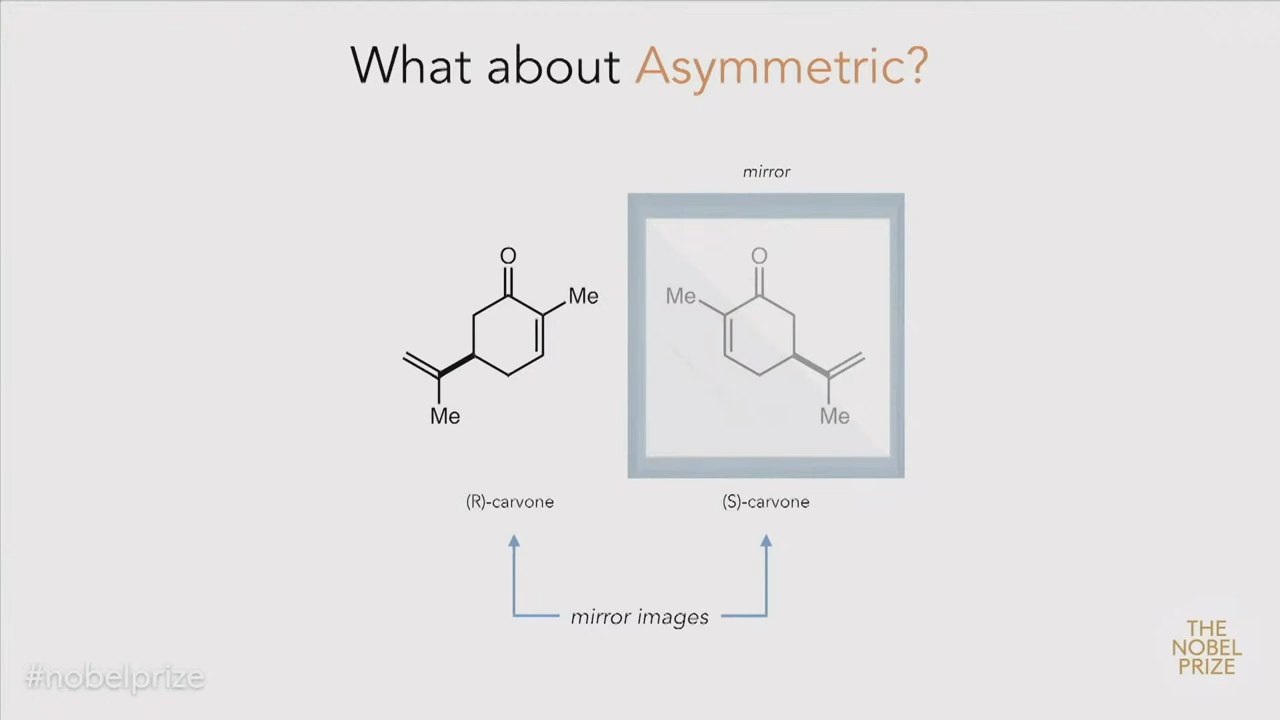 What about Asymmetric?
mirror
O
Me
Me
O
Me
Me
(R)-carvone
(S)-carvone
mirror images
#nobelprize
THE
NOBEL
PRIZE